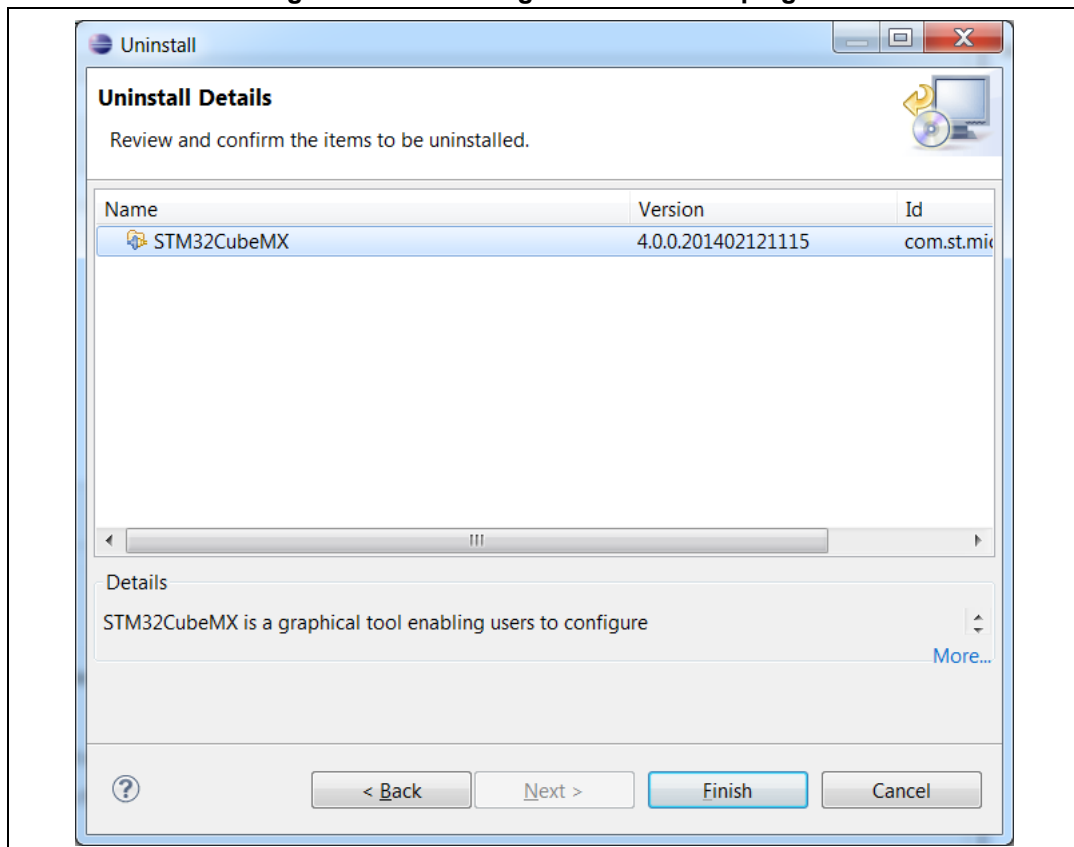 Uninstall
X
Uninstall Details
Review and confirm the items to be uninstalled.
Name Version Id
STM32CubeMX 4.0.0.201402121115 com.st.mic
Details
STM32CubeMX is a graphical tool enabling users to configure
More...
? < Back Next > Finish Cancel